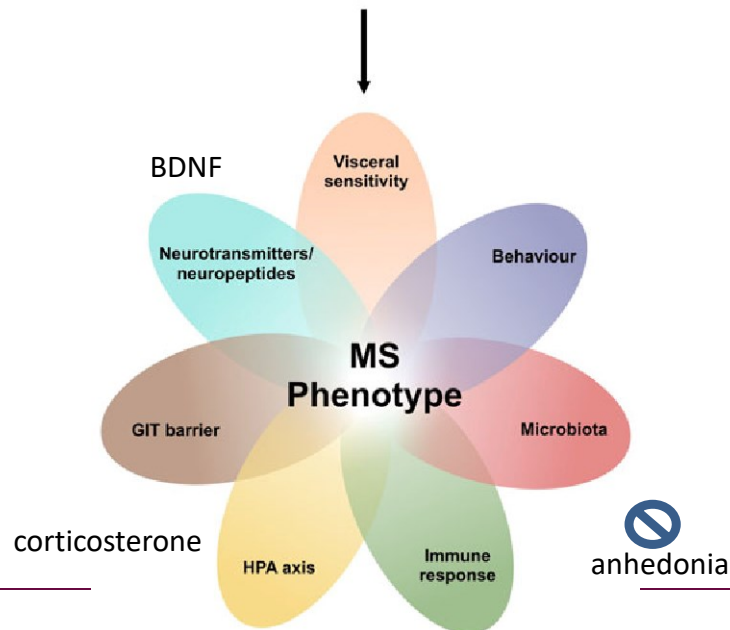 BDNF
Visceral
sensitivity
Neurotransmitters/
neuropeptides
Behaviour
MS
Phenotype
GIT barrier
Microbiota
corticosterone
HPA axis
Immune
response
anhedonia